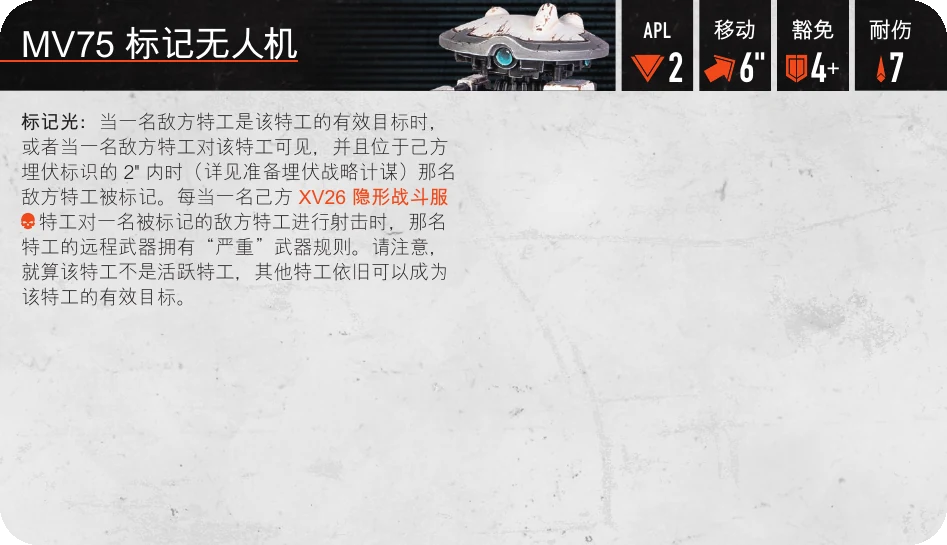 MV75 标记无人机
APL 移动 豁免 耐伤
2 6" 4+ 7
标记光：当一名敌方特工是该特工的有效目标时，
或者当一名敌方特工对该特工可见，并且位于己方
埋伏标识的 2" 内时（详见准备埋伏战略计谋）那名
敌方特工被标记。每当一名己方 XV26 隐形战斗服
特工对一名被标记的敌方特工进行射击时，那名
特工的远程武器拥有“严重”武器规则。请注意，
就算该特工不是活跃特工，其他特工依旧可以成为
该特工的有效目标。